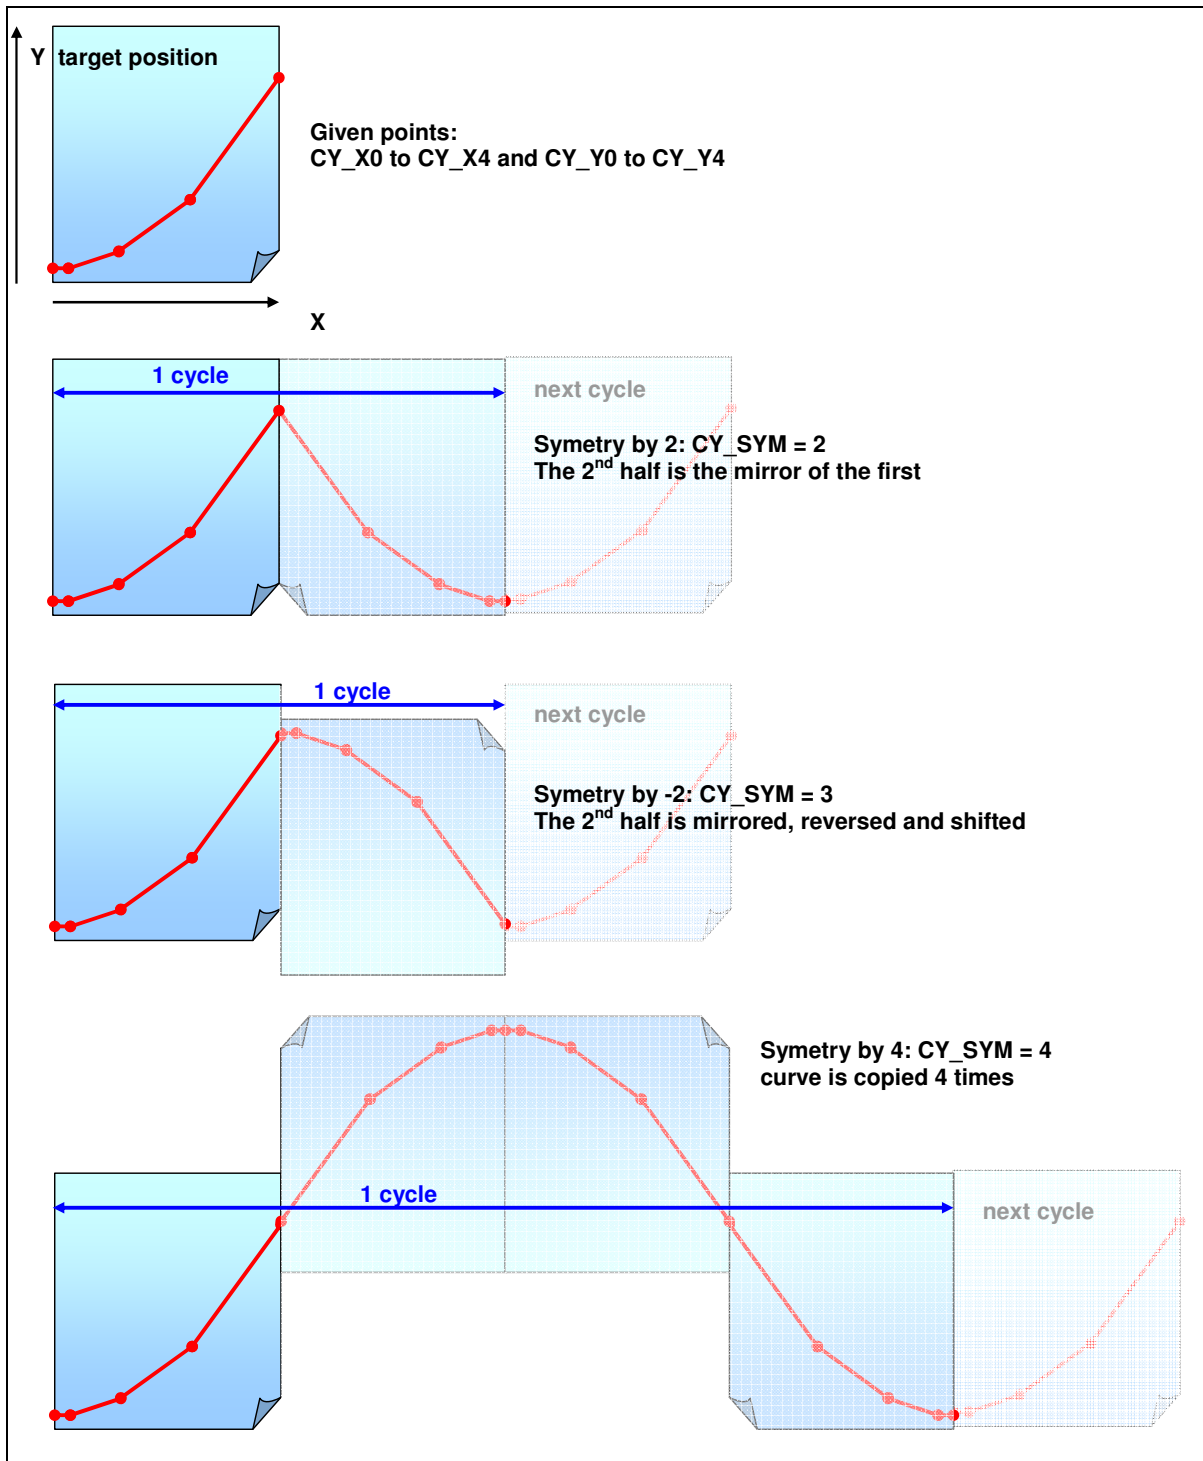 Y target position
Given points:
CY_X0 to CY_X4 and CY_Y0 to CY_Y4
X
1 cycle
next cycle
Symetry by 2: CY_SYM = 2
The 2nd half is the mirror of the first
1 cycle
next cycle
Symetry by -2: CY_SYM = 3
The 2nd half is mirrored, reversed and shifted
Symetry by 4: CY_SYM = 4
curve is copied 4 times
1 cycle
next cycle